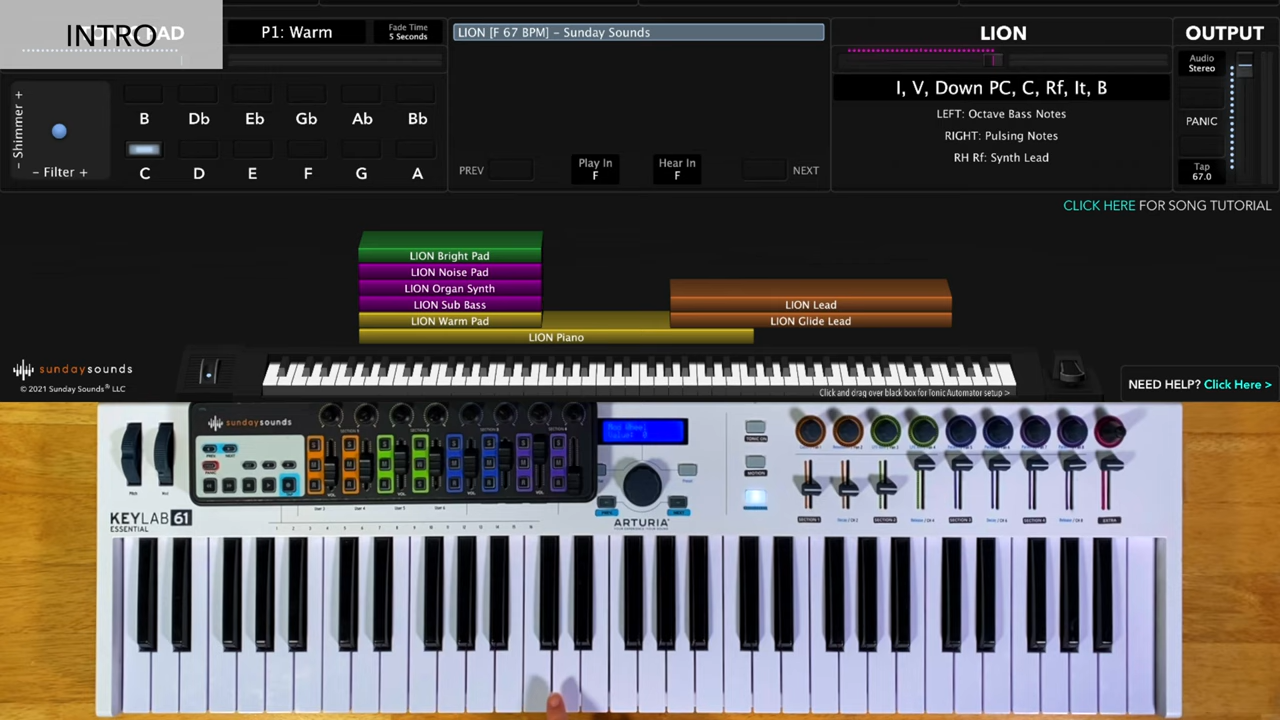 INTRO
PAD
P1: Warm
Fade Time
5 Seconds
LION [F 67 BPM] – Sunday Sounds
LION
OUTPUT
Audio
Stereo
I, V, Down PC, C, Rf, It, B
LEFT: Octave Bass Notes
RIGHT: Pulsing Notes
RH Rf: Synth Lead
PANIC
Tap
67.0
- Shimmer +
- Filter +
B Db Eb Gb Ab Bb
C D E F G A
PREV
Play In
F
Hear In
F
NEXT
CLICK HERE FOR SONG TUTORIAL
LION Bright Pad
LION Noise Pad
LION Organ Synth
LION Sub Bass
LION Warm Pad
LION Piano
LION Lead
LION Glide Lead
sundaysounds
© 2021 Sunday Sounds® LLC
Click and drag over black box for Tonic Automator setup >
NEED HELP? Click Here >
sundaysounds
KEYLAB 61
ESSENTIAL
ARTURIA